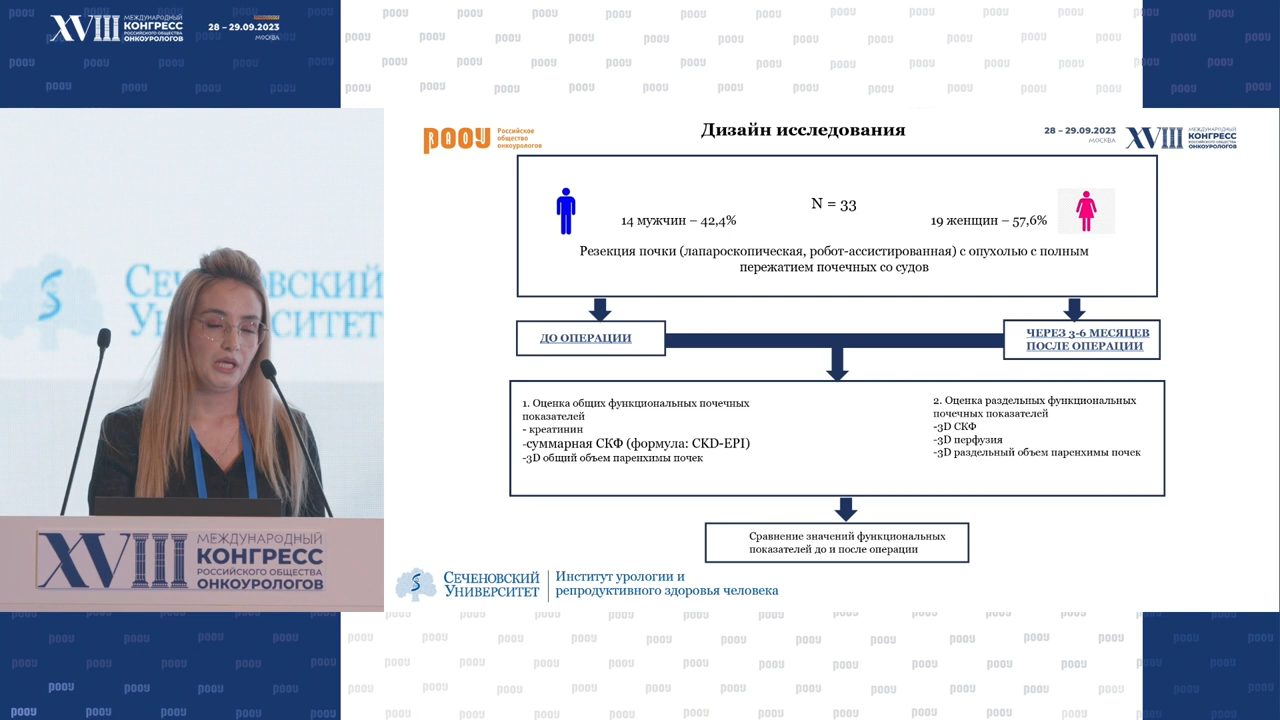 XVIII МЕЖДУНАРОДНЫЙ
КОНГРЕСС
РОССИЙСКОГО ОБЩЕСТВА
ОНКОУРОЛОГОВ
28 – 29.09.2023
МОСКВА
РООУ Российское
общество
онкоурологов
Дизайн исследования
28 – 29.09.2023
МОСКВА
XVIII МЕЖДУНАРОДНЫЙ
КОНГРЕСС
РОССИЙСКОГО ОБЩЕСТВА
ОНКОУРОЛОГОВ
N = 33
14 мужчин – 42,4%
19 женщин – 57,6%
Резекция почки (лапароскопическая, робот-ассистированная) с опухолью с полным
пережатием почечных со судов
ДО ОПЕРАЦИИ
ЧЕРЕЗ 3-6 МЕСЯЦЕВ
ПОСЛЕ ОПЕРАЦИИ
1. Оценка общих функциональных почечных
показателей
- креатинин
-суммарная СКФ (формула: CKD-EPI)
-3D общий объем паренхимы почек
2. Оценка раздельных функциональных
почечных показателей
-3D СКФ
-3D перфузия
-3D раздельный объем паренхимы почек
Сравнение значений функциональных
показателей до и после операции
СЕЧЕНОВСКИЙ
УНИВЕРСИТЕТ
Институт урологии и
репродуктивного здоровья человека
XVIII МЕЖДУНАРОДНЫЙ
КОНГРЕСС
РОССИЙСКОГО ОБЩЕСТВА
ОНКОУРОЛОГОВ